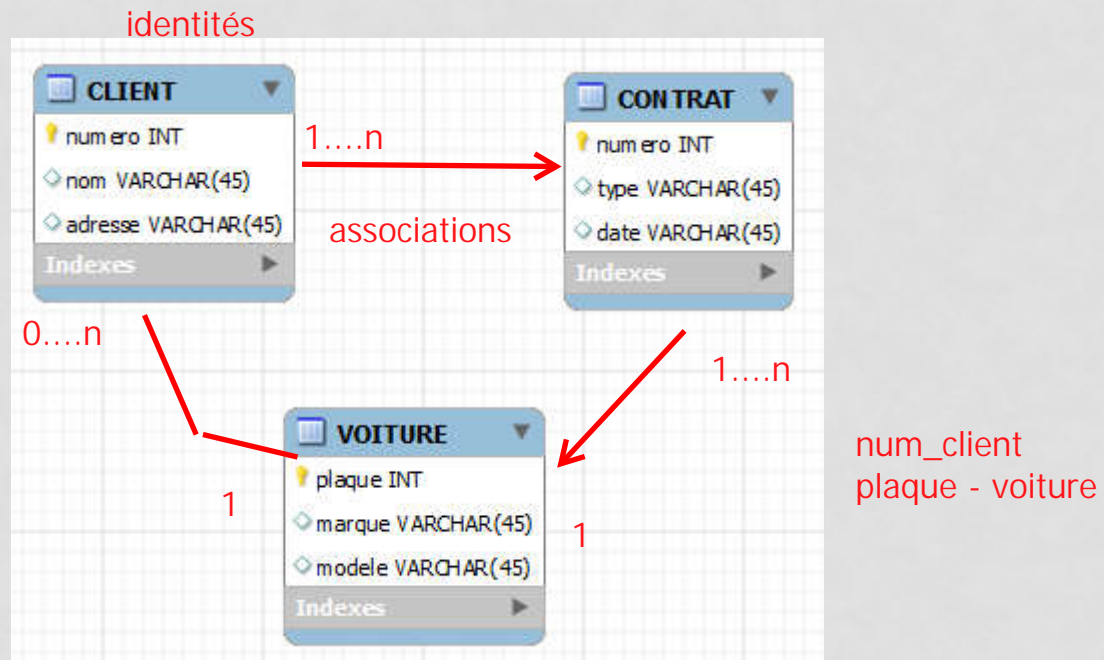 identités
CLIENT
numero INT
nom VARCHAR(45)
adresse VARCHAR(45)
Indexes
1....n
associations
CONTRAT
numero INT
type VARCHAR(45)
date VARCHAR(45)
Indexes
0....n
1....n
VOITURE
plaque INT
marque VARCHAR(45)
modele VARCHAR(45)
Indexes
1
1
num_client
plaque - voiture